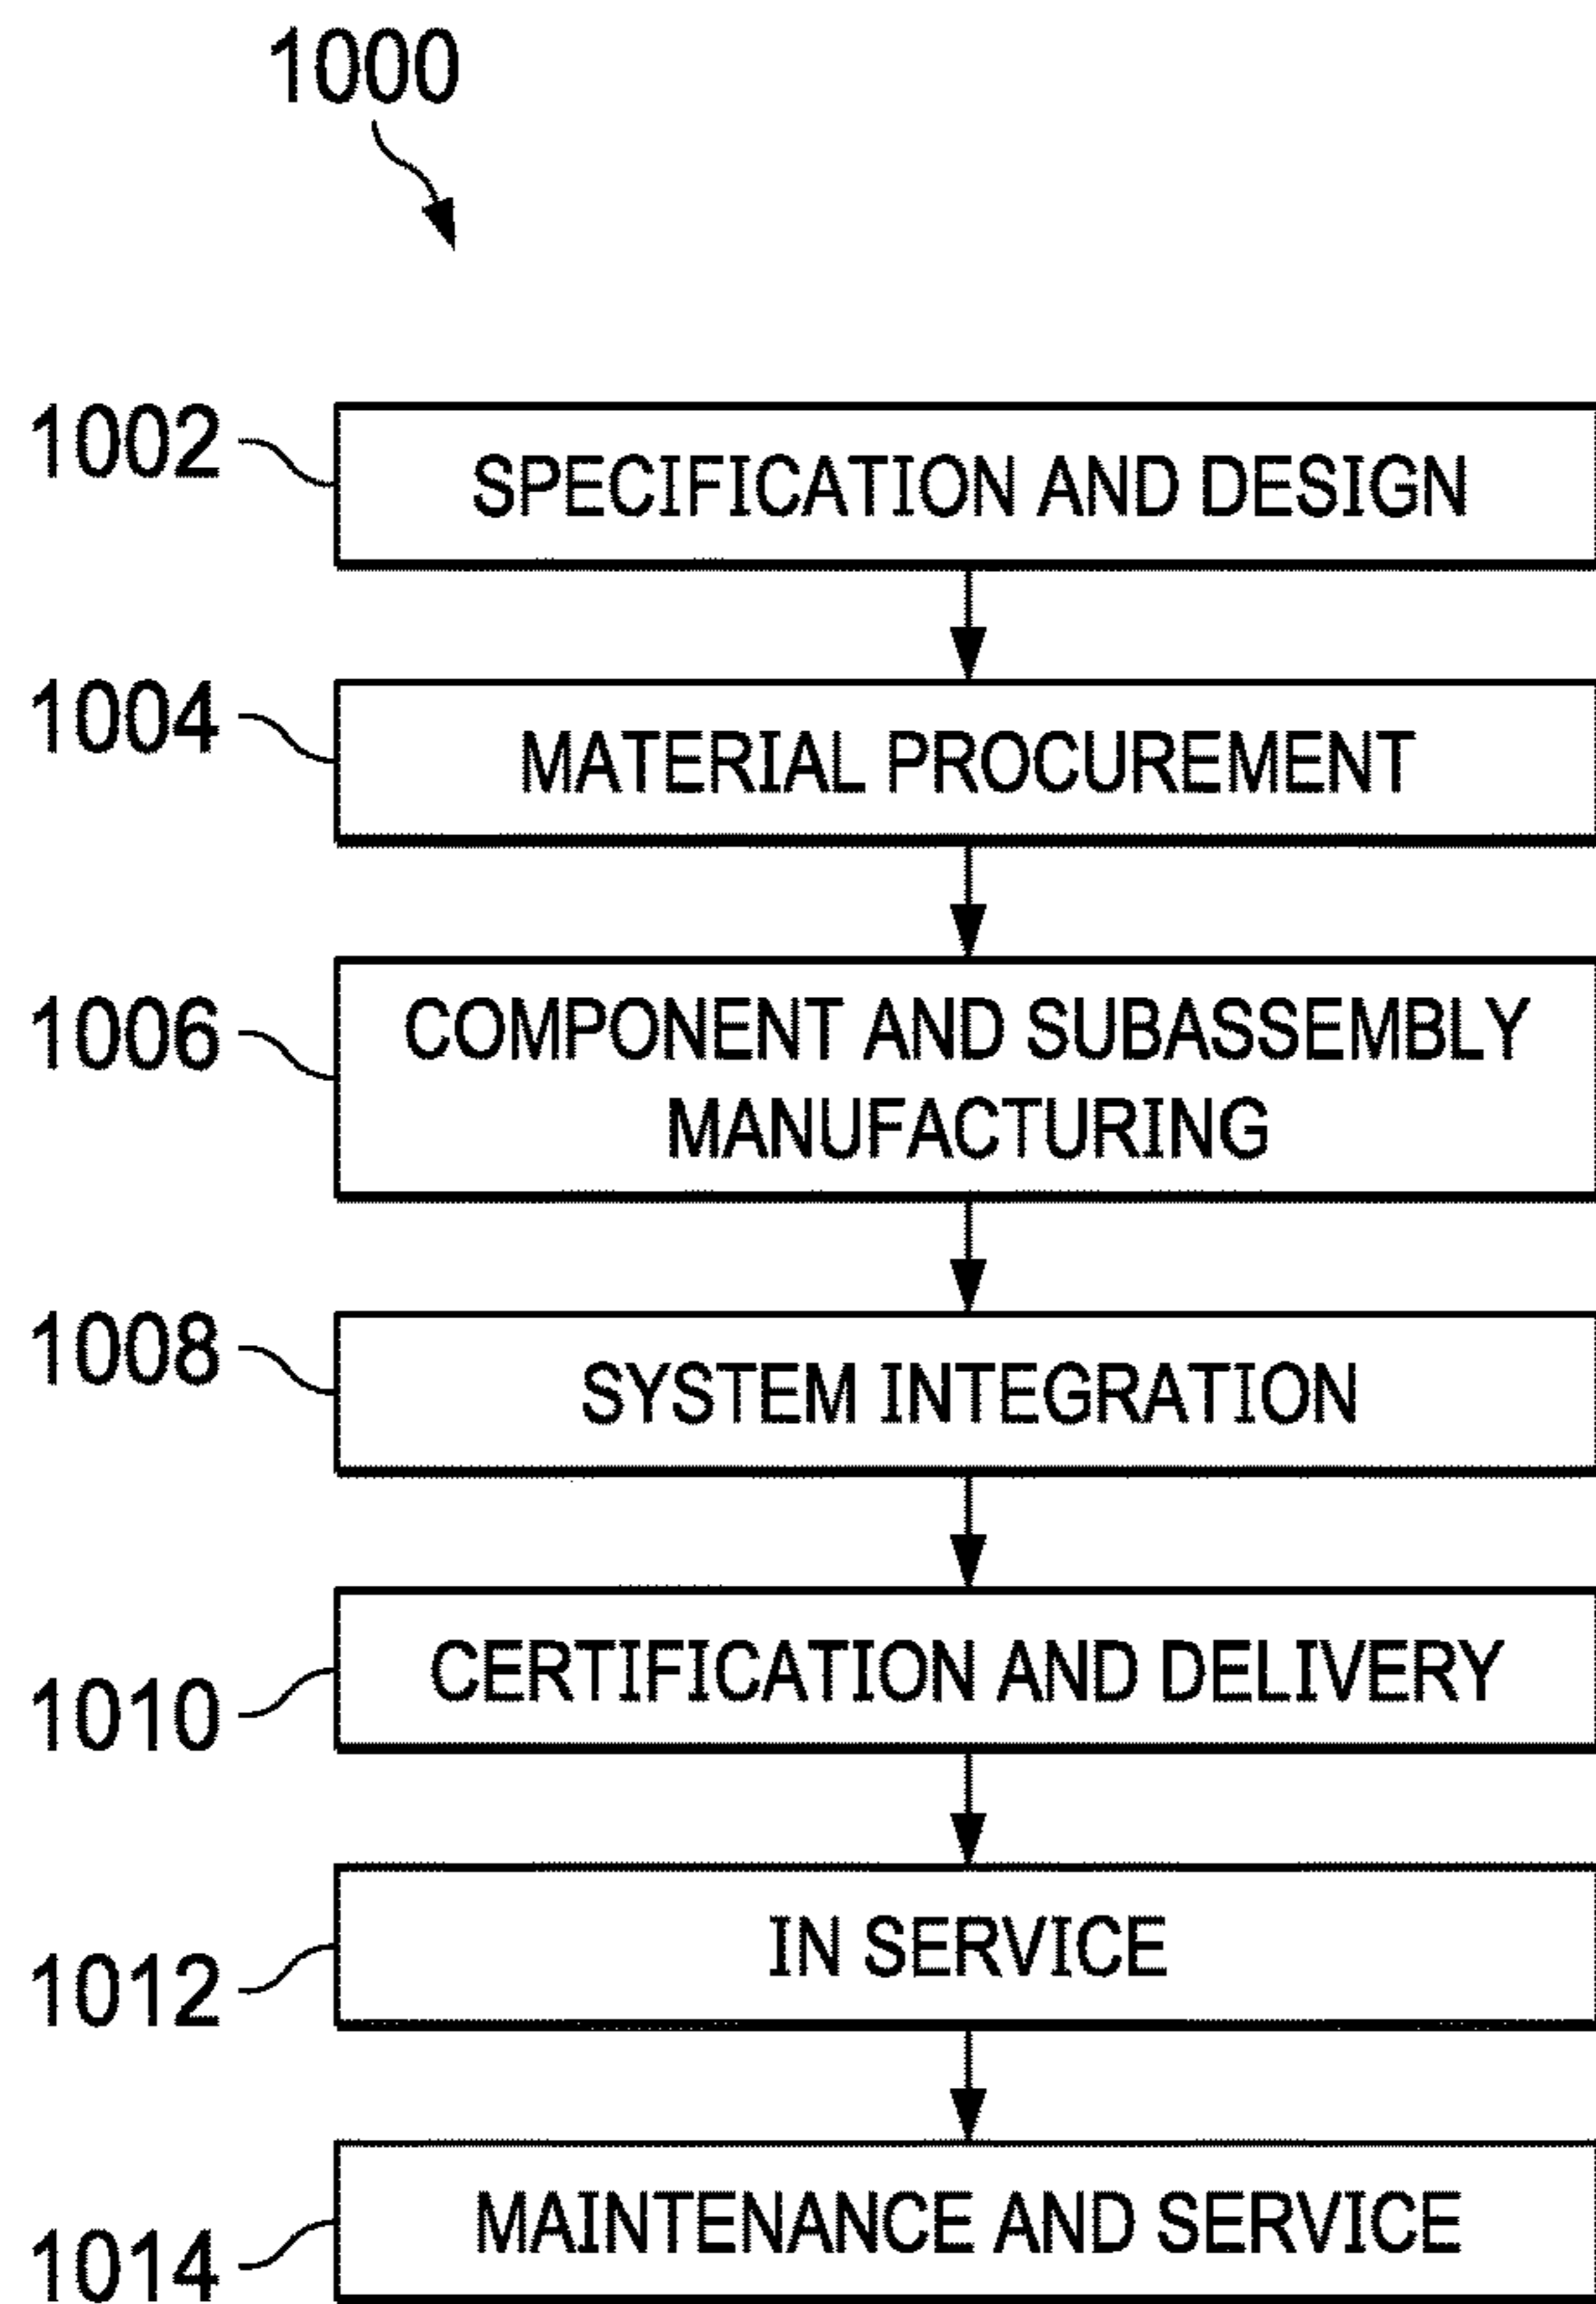 1000
1002
SPECIFICATION AND DESIGN
1004
MATERIAL PROCUREMENT
1006
COMPONENT AND SUBASSEMBLY
MANUFACTURING
1008
SYSTEM INTEGRATION
1010
CERTIFICATION AND DELIVERY
1012
IN SERVICE
1014
MAINTENANCE AND SERVICE